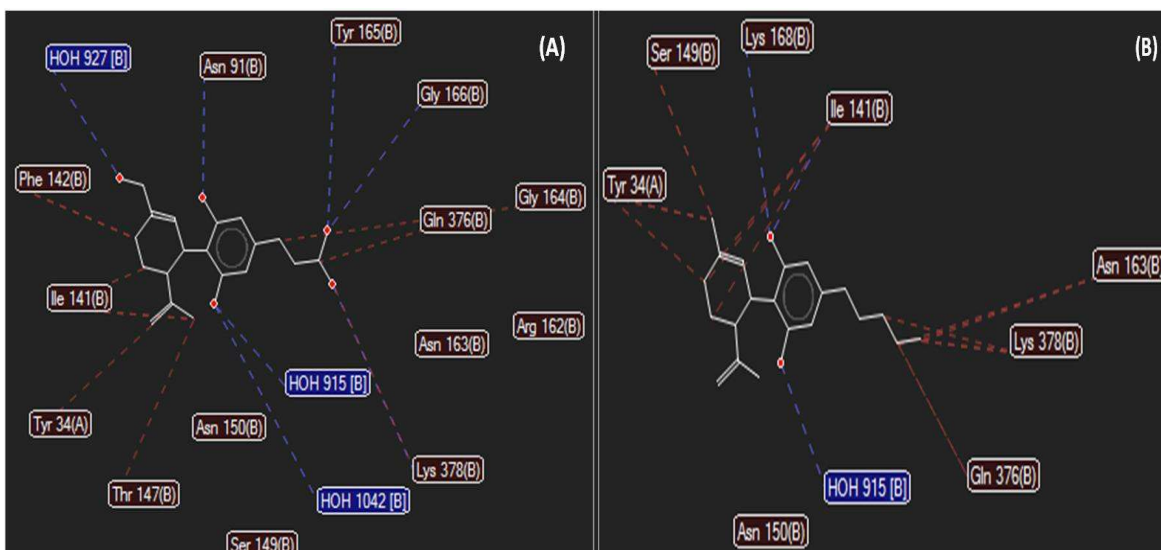 (A)
Tyr 165(B)
HOH 927 [B]
Asn 91(B)
Gly 166(B)
Phe 142(B)
Gly 164(B)
Gln 376(B)
Ile 141(B)
Arg 162(B)
Asn 163(B)
HOH 915 [B]
Tyr 34(A)
Asn 150(B)
Lys 378(B)
Thr 147(B)
HOH 1042 [B]
Ser 149(B)
(B)
Lys 168(B)
Ser 149(B)
Ile 141(B)
Tyr 34(A)
Asn 163(B)
Lys 378(B)
Gln 376(B)
HOH 915 [B]
Asn 150(B)